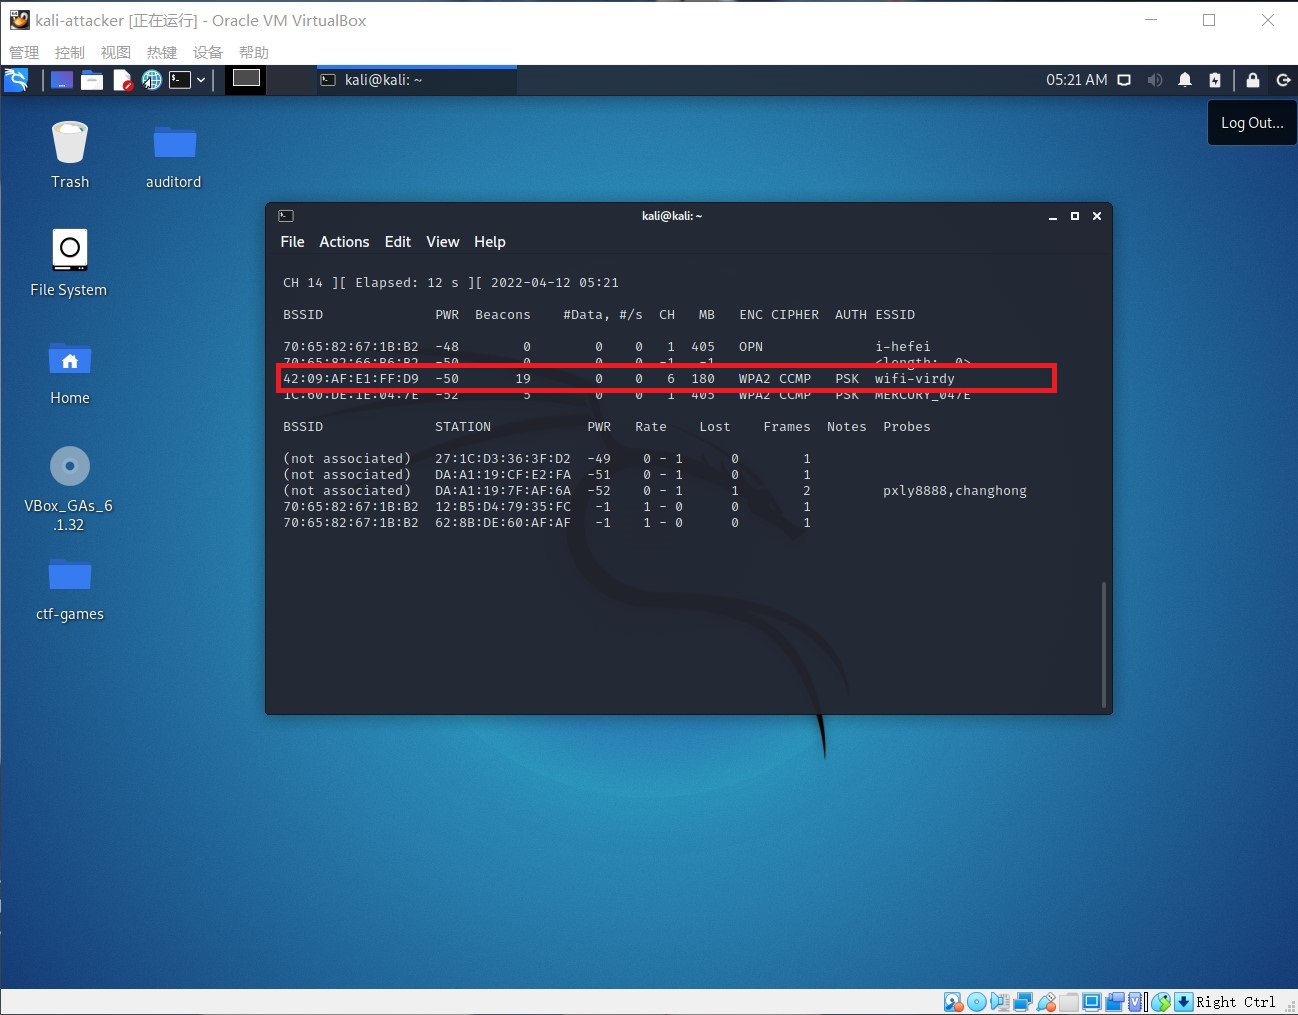 kali-attacker [正在运行] - Oracle VM VirtualBox
管理 控制 视图 热键 设备 帮助
kali@kali: ~
05:21 AM
Log Out...
Trash
auditord
File System
Home
VBox_GAs_6
.1.32
ctf-games
kali@kali: ~
File Actions Edit View Help
CH 14 ][ Elapsed: 12 s ][ 2022-04-12 05:21
BSSID PWR Beacons #Data, #/s CH MB ENC CIPHER AUTH ESSID
70:65:82:67:1B:B2 -48 0 0 0 1 405 OPN i-hefei
70:65:82:66:B6:B2 -50 0 0 0 -1 -1 <length: 0>
42:09:AF:E1:FF:D9 -50 19 0 0 6 180 WPA2 CCMP PSK wifi-virdy
1C:60:DE:1E:04:7E -52 5 0 0 1 405 WPA2 CCMP PSK MERCURY_047E
BSSID STATION PWR Rate Lost Frames Notes Probes
(not associated) 27:1C:D3:36:3F:D2 -49 0 - 1 0 1
(not associated) DA:A1:19:CF:E2:FA -51 0 - 1 0 1
(not associated) DA:A1:19:7F:AF:6A -52 0 - 1 1 2 pxly8888,changhong
70:65:82:67:1B:B2 12:B5:D4:79:35:FC -1 1 - 0 0 1
70:65:82:67:1B:B2 62:8B:DE:60:AF:AF -1 1 - 0 0 1
Right Ctrl